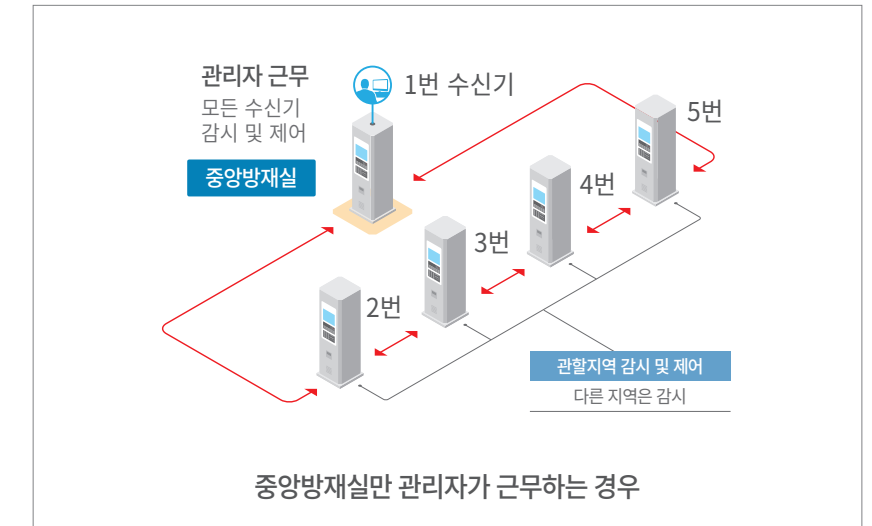 관리자 근무
모든 수신기
감시 및 제어
중앙방재실
1번 수신기
5번
4번
3번
2번
관할지역 감시 및 제어
다른 지역은 감시
중앙방재실만 관리자가 근무하는 경우